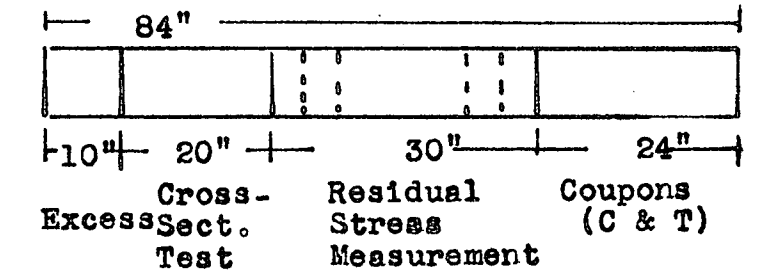 84"
10" 20" 30" 24"
Cross- Residual Coupons
Excess Sect. Stress (C & T)
Test Measurement